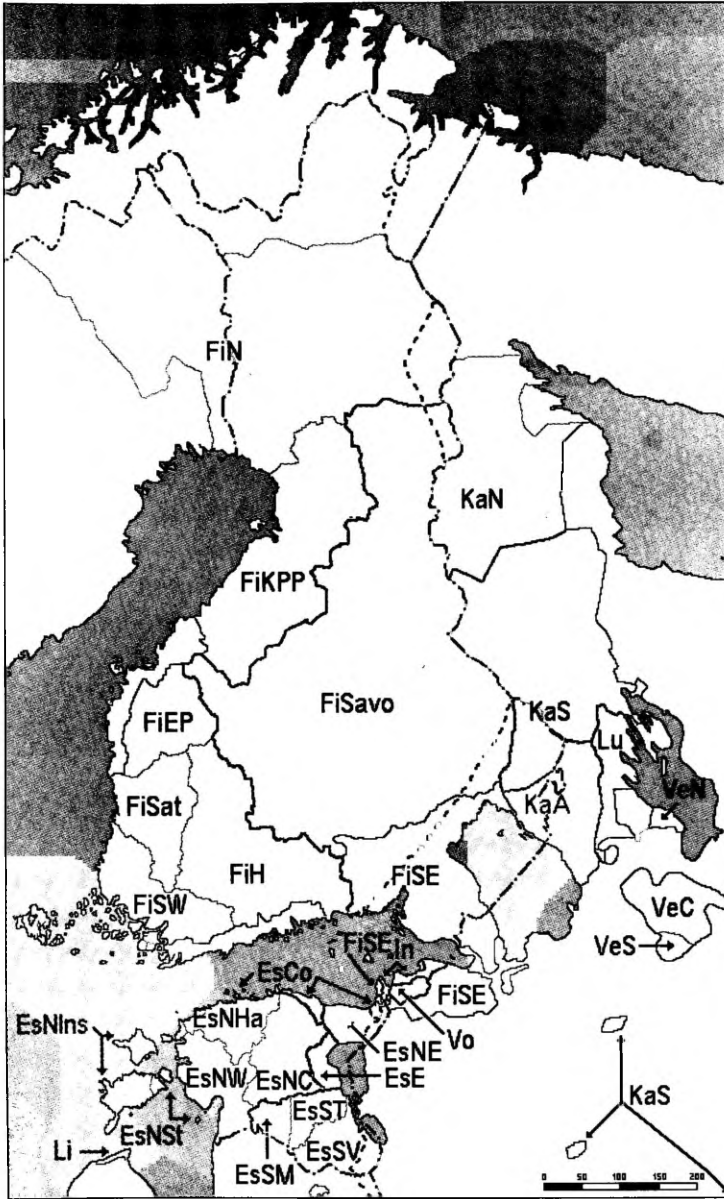 FiN
KaN
FiKPP
FiSavo
FiEP
KaS
Lu
VeN
FiSat
KaA
FiH
FiSE
FiSW
VeC
FiSE
In
VeS
EsCo
FiSE
EsNIns
EsNHa
Vo
EsNE
EsNW
EsNC
EsE
KaS
EsST
EsNSt
Li
EsSM
EsSV
0 50 100 150 200